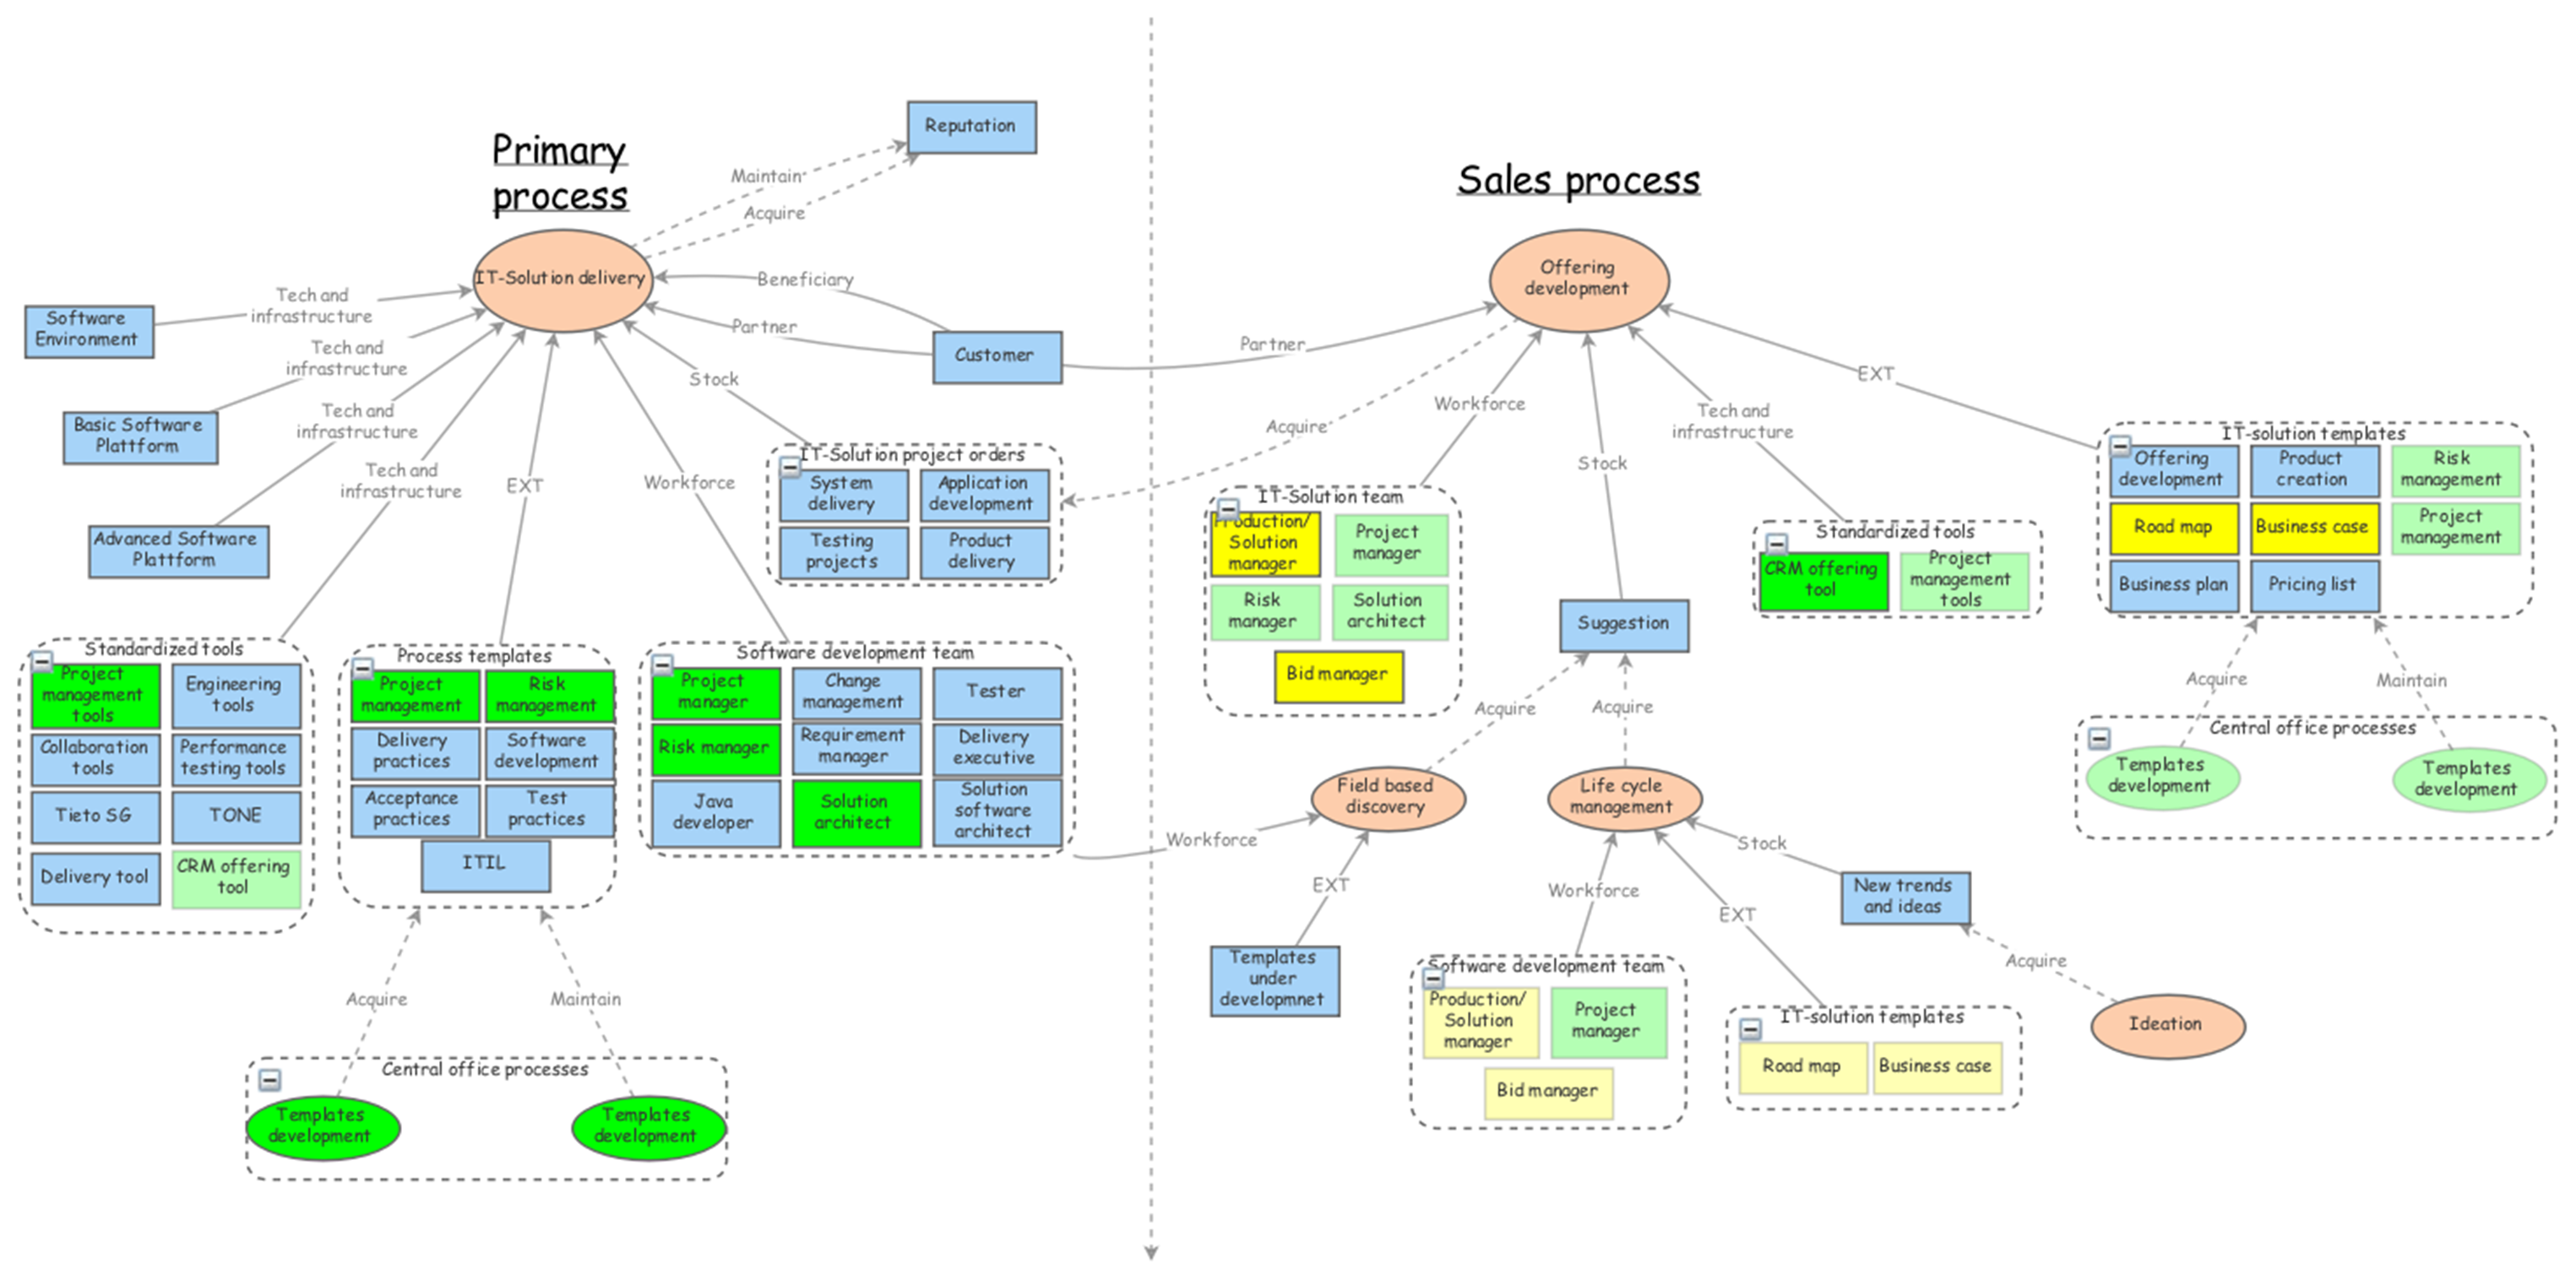 Primary
process
Reputation
Maintain
Acquire
IT-Solution delivery
Beneficiary
Partner
Customer
Tech and
infrastructure
Software
Environment
Tech and
infrastructure
Basic Software
Plattform
Tech and
infrastructure
Advanced Software
Plattform
Tech and
infrastructure
EXT
Workforce
Stock
IT-Solution project orders
System
delivery
Application
development
Testing
projects
Product
delivery
Standardized tools
Project
management
tools
Engineering
tools
Collaboration
tools
Performance
testing tools
Tieto SG
TONE
Delivery tool
CRM offering
tool
Process templates
Project
management
Risk
management
Delivery
practices
Software
development
Acceptance
practices
Test
practices
ITIL
Software development team
Project
manager
Change
management
Tester
Risk manager
Requirement
manager
Delivery
executive
Java
developer
Solution
architect
Solution
software
architect
Acquire
Maintain
Central office processes
Templates
development
Templates
development
Sales process
Offering
development
Partner
Acquire
Workforce
Stock
Tech and
infrastructure
EXT
IT-Solution team
Production/
Solution
manager
Project
manager
Risk
manager
Solution
architect
Bid manager
Suggestion
Standardized tools
CRM offering
tool
Project
management
tools
IT-solution templates
Offering
development
Product
creation
Risk
management
Road map
Business case
Project
management
Business plan
Pricing list
Acquire
Maintain
Central office processes
Templates
development
Templates
development
Acquire
Acquire
Field based
discovery
Life cycle
management
Workforce
EXT
Templates
under
developmnet
Workforce
EXT
Stock
New trends
and ideas
Acquire
Ideation
Software development team
Production/
Solution
manager
Project
manager
Bid manager
IT-solution templates
Road map
Business case